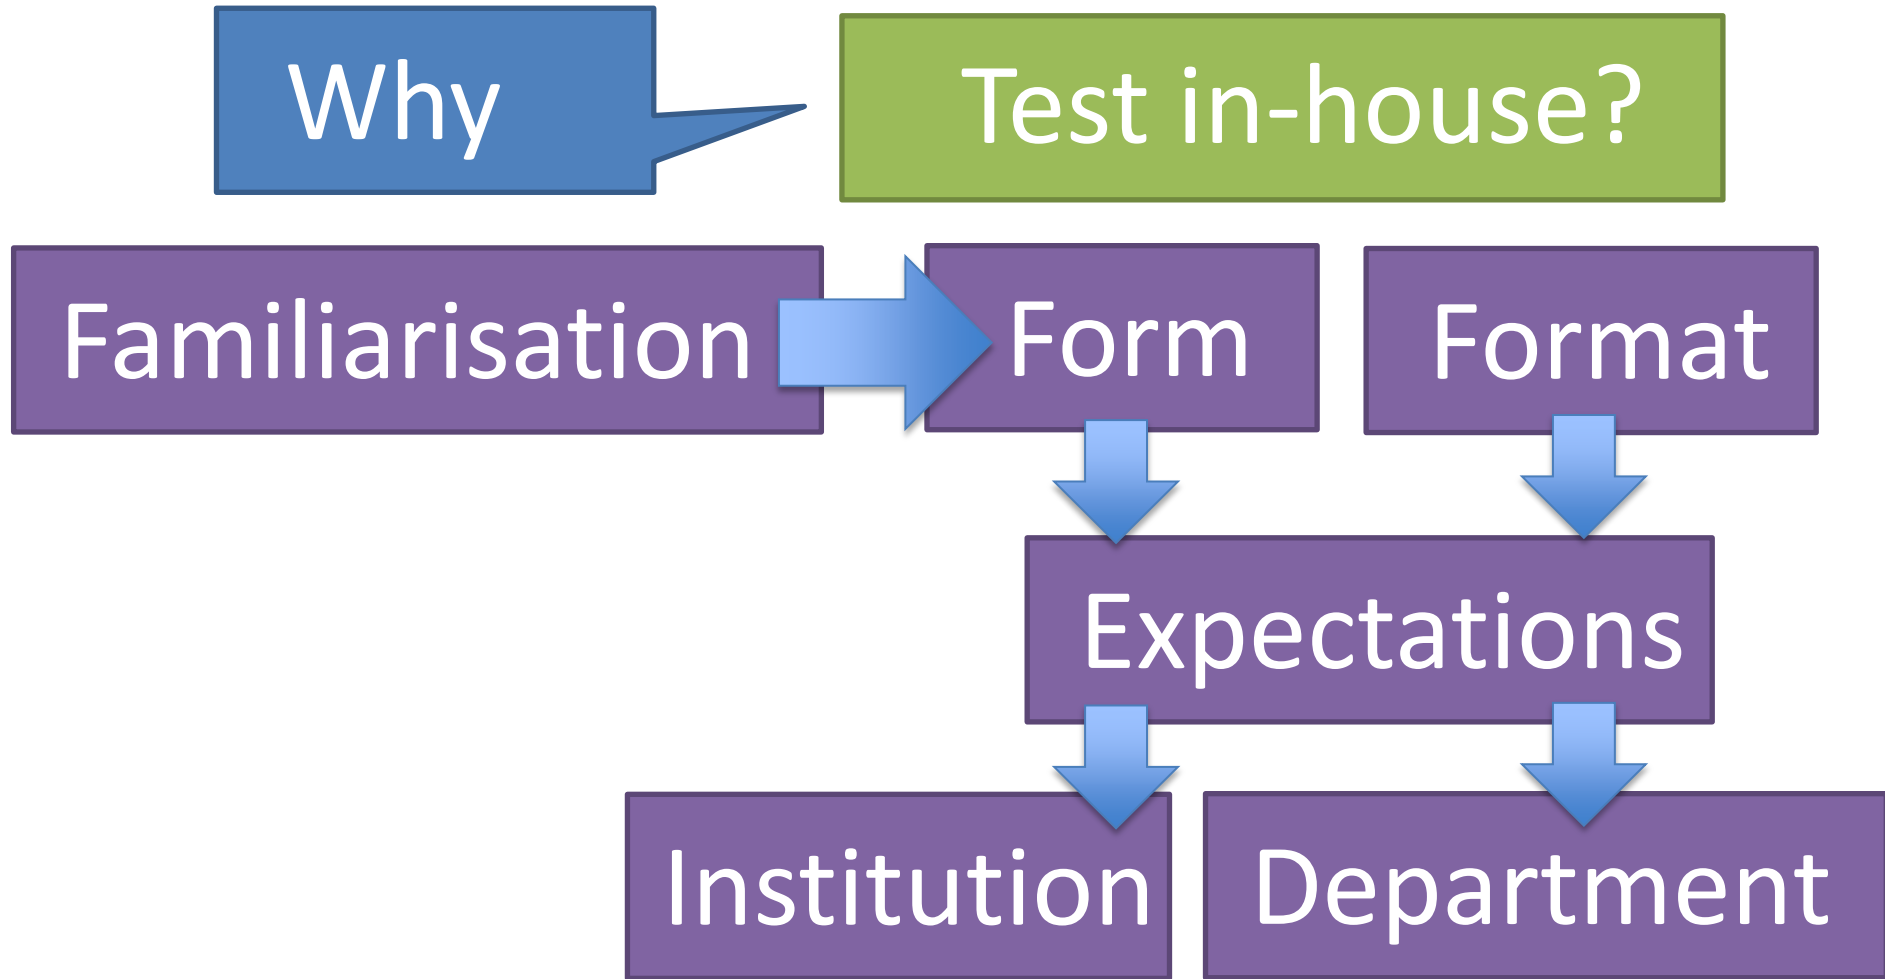 Why
Test in-house?
Familiarisation
Form
Format
Expectations
Institution
Department